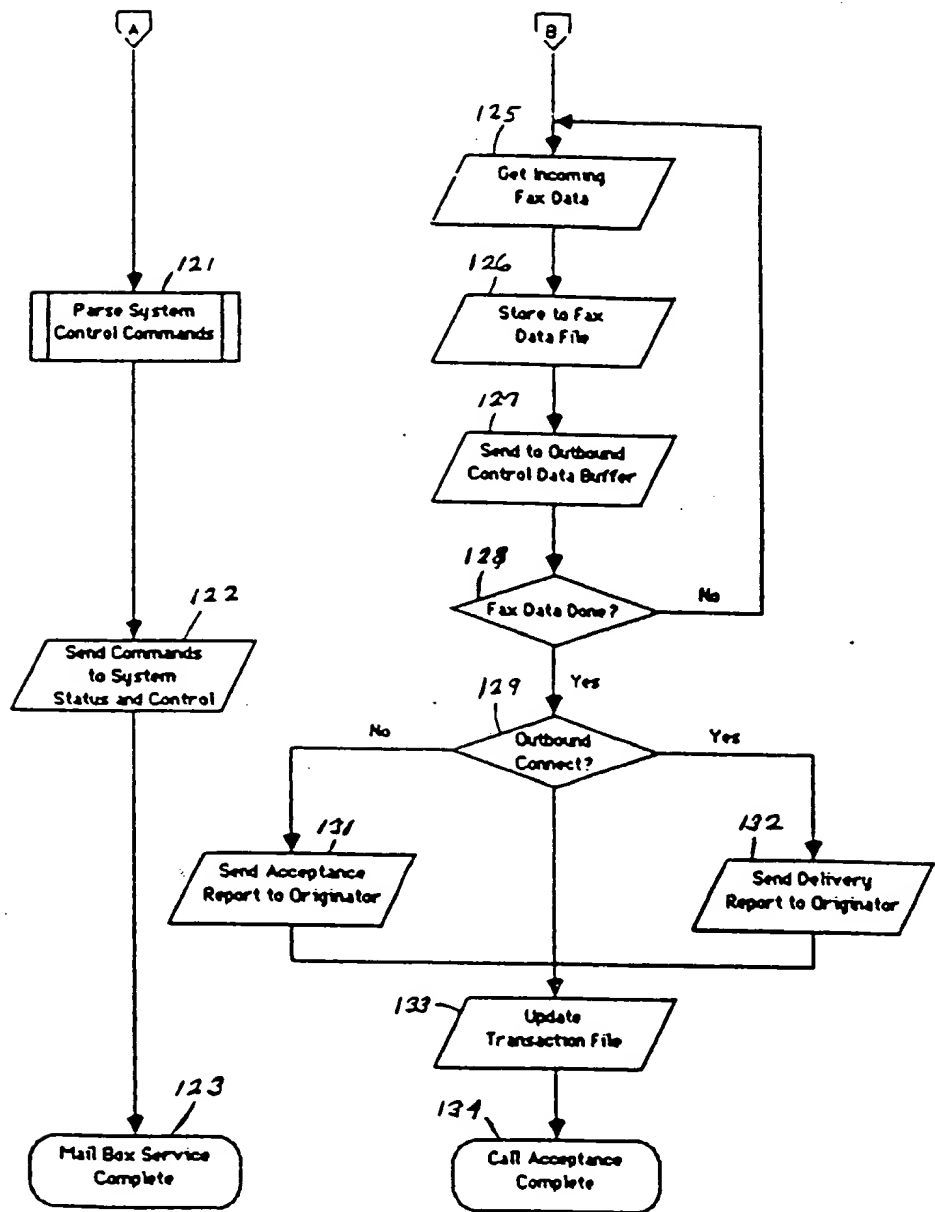 A
121
Parse System
Control Commands
122
Send Commands
to System
Status and Control
123
Mail Box Service
Complete
B
125
Get Incoming
Fax Data
126
Store to Fax
Data File
127
Send to Outbound
Control Data Buffer
128
Fax Data Done?
No
Yes
129
Outbound
Connect?
No
Yes
131
Send Acceptance
Report to Originator
132
Send Delivery
Report to Originator
133
Update
Transaction File
134
Call Acceptance
Complete